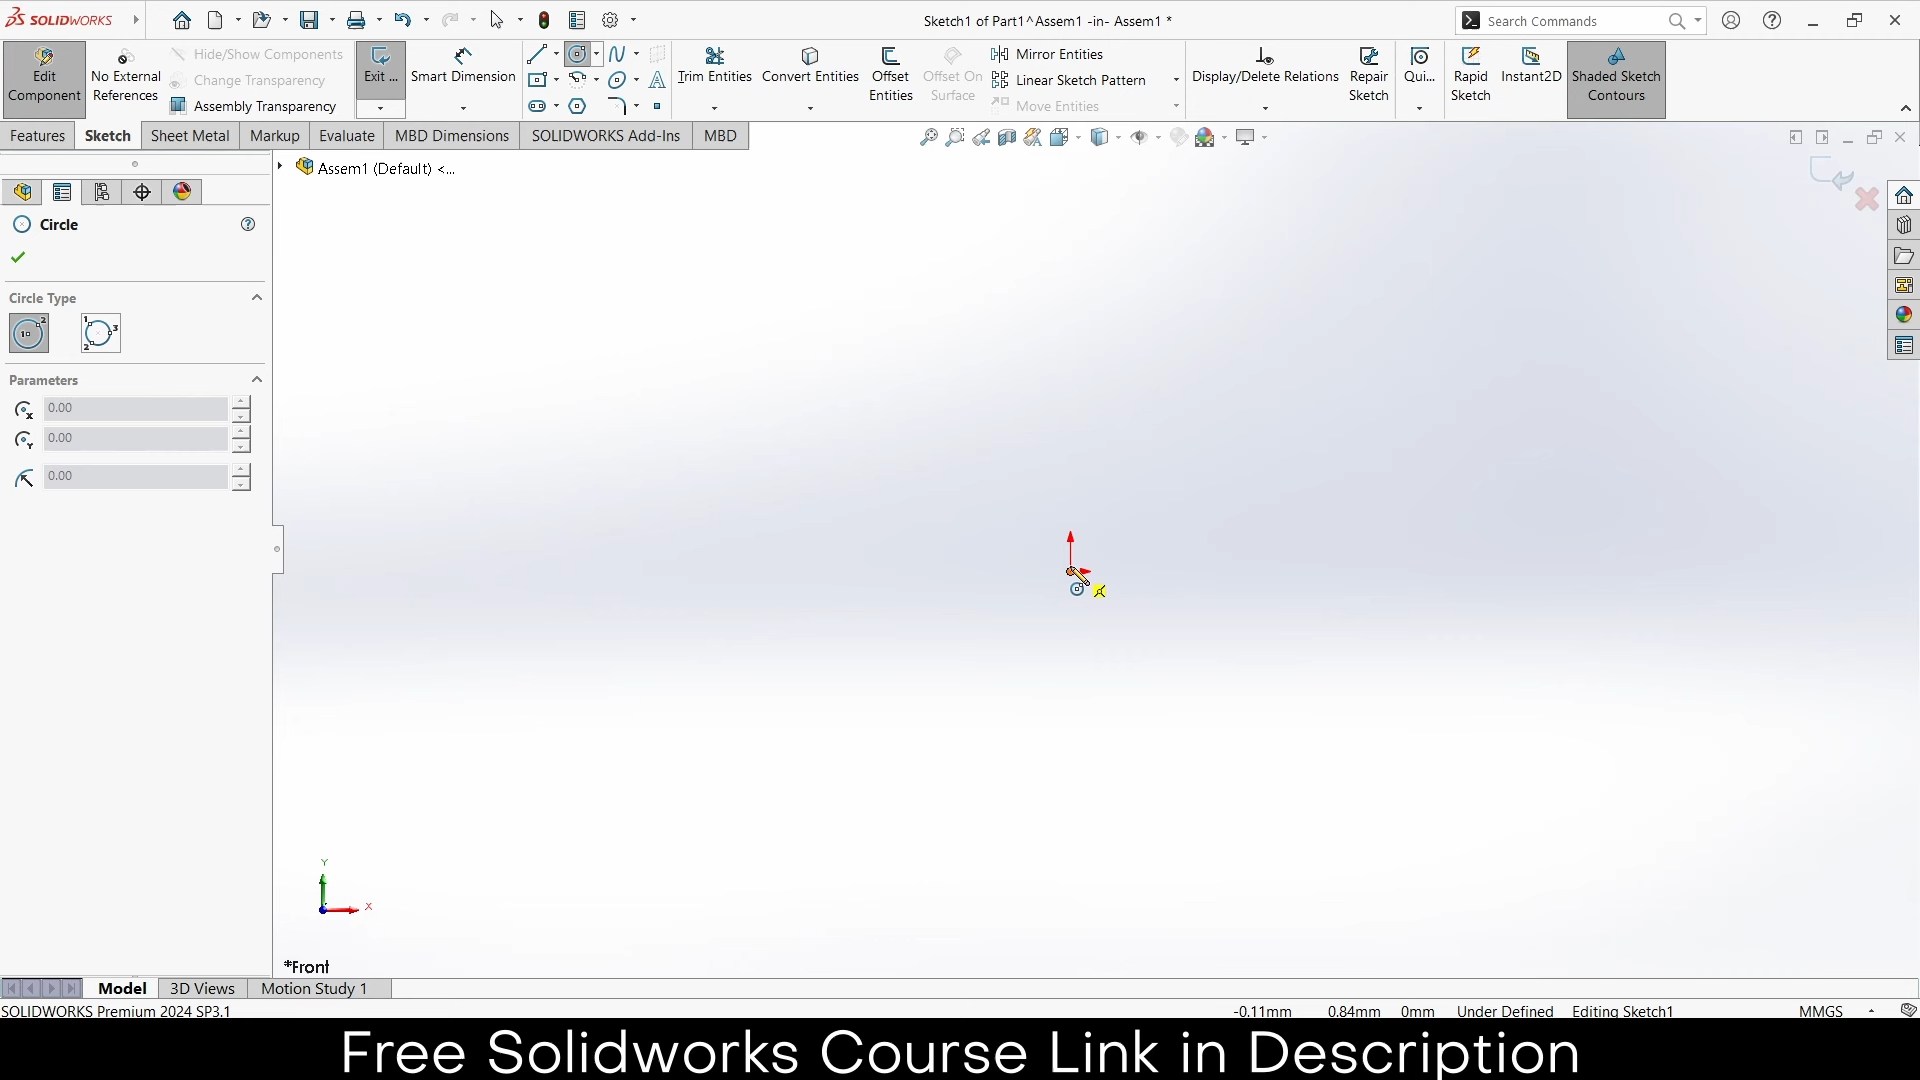 SOLIDWORKS
Sketch1 of Part1^Assem1 -in- Assem1 *
Search Commands
Edit Component
No External References
Hide/Show Components
Change Transparency
Assembly Transparency
Exit ...
Smart Dimension
Trim Entities
Convert Entities
Offset Entities
Offset On Surface
Mirror Entities
Linear Sketch Pattern
Move Entities
Display/Delete Relations
Repair Sketch
Qui...
Rapid Sketch
Instant2D
Shaded Sketch Contours
Features
Sketch
Sheet Metal
Markup
Evaluate
MBD Dimensions
SOLIDWORKS Add-Ins
MBD
Assem1 (Default) <...
Circle
Circle Type
Parameters
0.00
0.00
0.00
Y
X
*Front
Model
3D Views
Motion Study 1
SOLIDWORKS Premium 2024 SP3.1
-0.11mm
0.84mm
0mm
Under Defined
Editing Sketch1
MMGS
Free Solidworks Course Link in Description